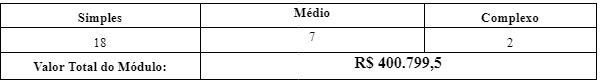 Simples Médio Complexo
18 7 2
Valor Total do Módulo: R$ 400.799,5